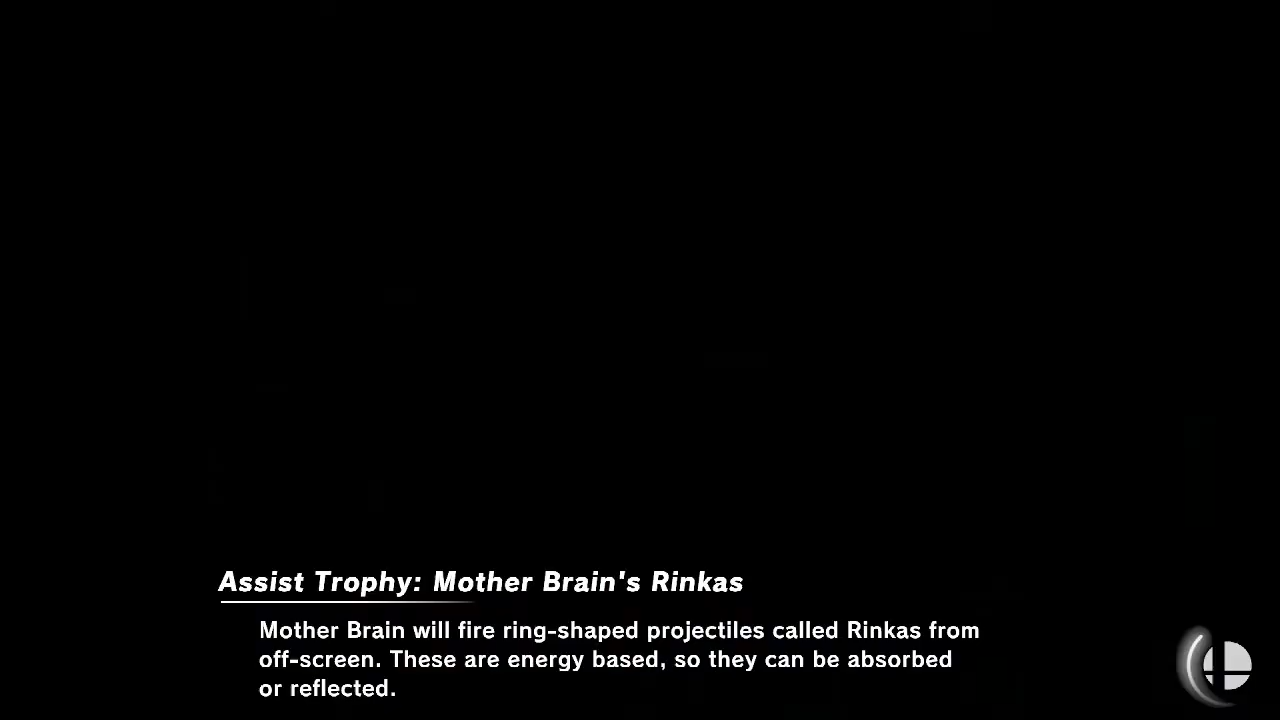 Assist Trophy: Mother Brain's Rinkas
Mother Brain will fire ring-shaped projectiles called Rinkas from
off-screen. These are energy based, so they can be absorbed
or reflected.